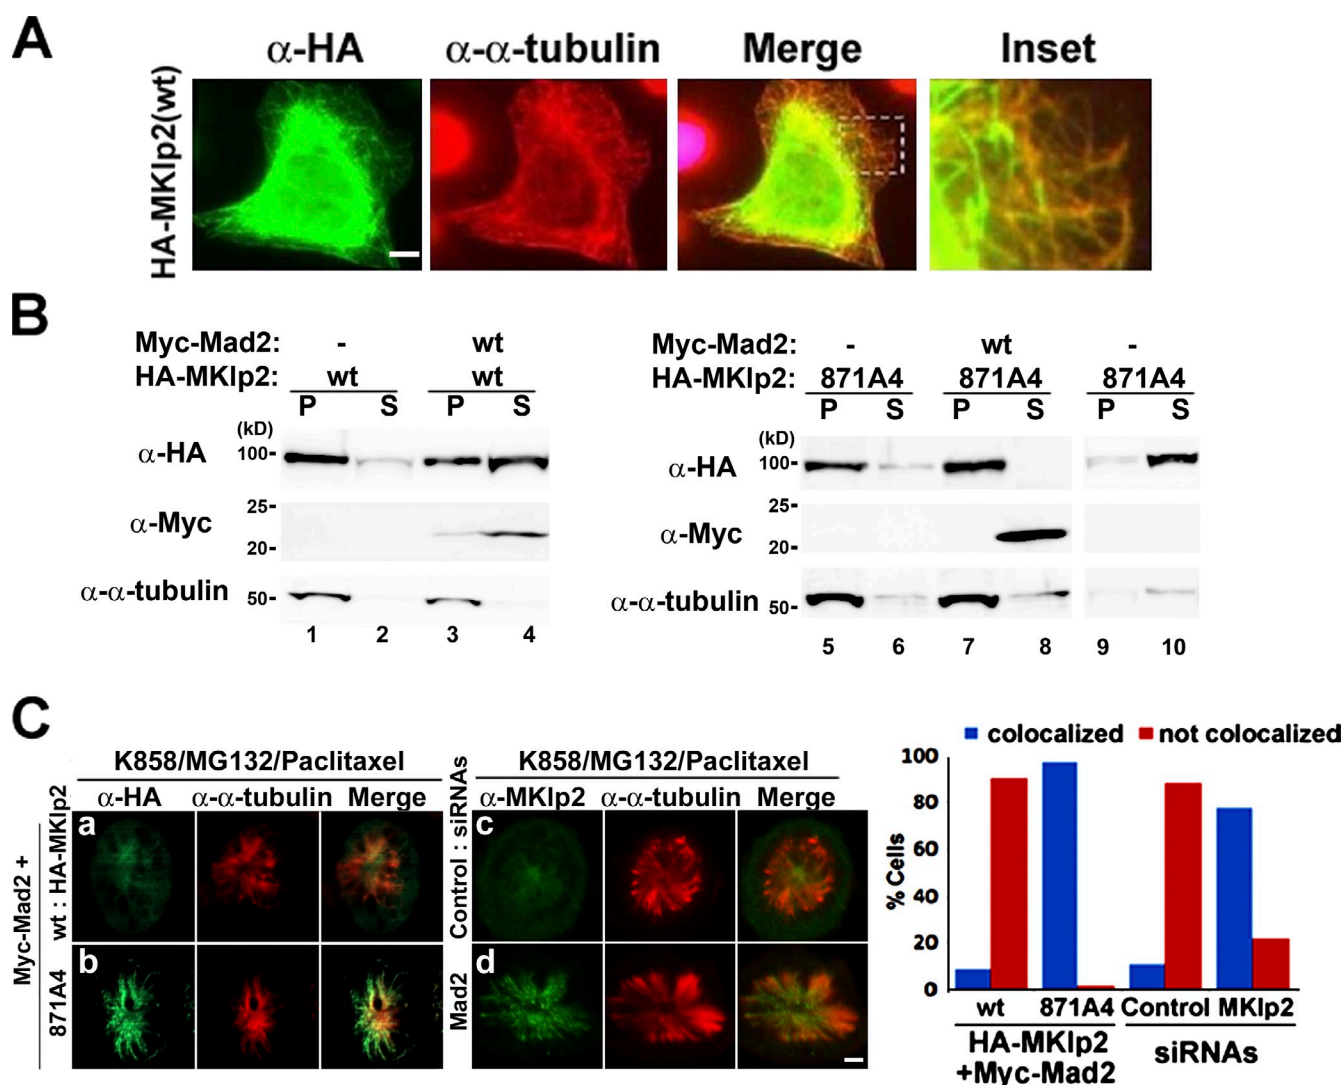 A
α-HA α-α-tubulin Merge Inset
HA-MKlp2(wt)
B
Myc-Mad2: - wt
HA-MKlp2: wt wt
P S P S
(kD)
α-HA 100-
25-
α-Myc
20-
α-α-tubulin 50-
1 2 3 4
Myc-Mad2: - wt -
HA-MKlp2: 871A4 871A4 871A4
P S P S P S
(kD)
α-HA 100-
25-
α-Myc
20-
α-α-tubulin 50-
5 6 7 8 9 10
C
K858/MG132/Paclitaxel
α-HA α-α-tubulin Merge
Myc-Mad2 +
wt : HA-MKlp2
871A4
a
b
K858/MG132/Paclitaxel
α-MKlp2 α-α-tubulin Merge
Control : siRNAs
Mad2
c
d
colocalized not colocalized
% Cells
100
80
60
40
20
0
wt 871A4 Control MKlp2
HA-MKlp2
+Myc-Mad2
siRNAs